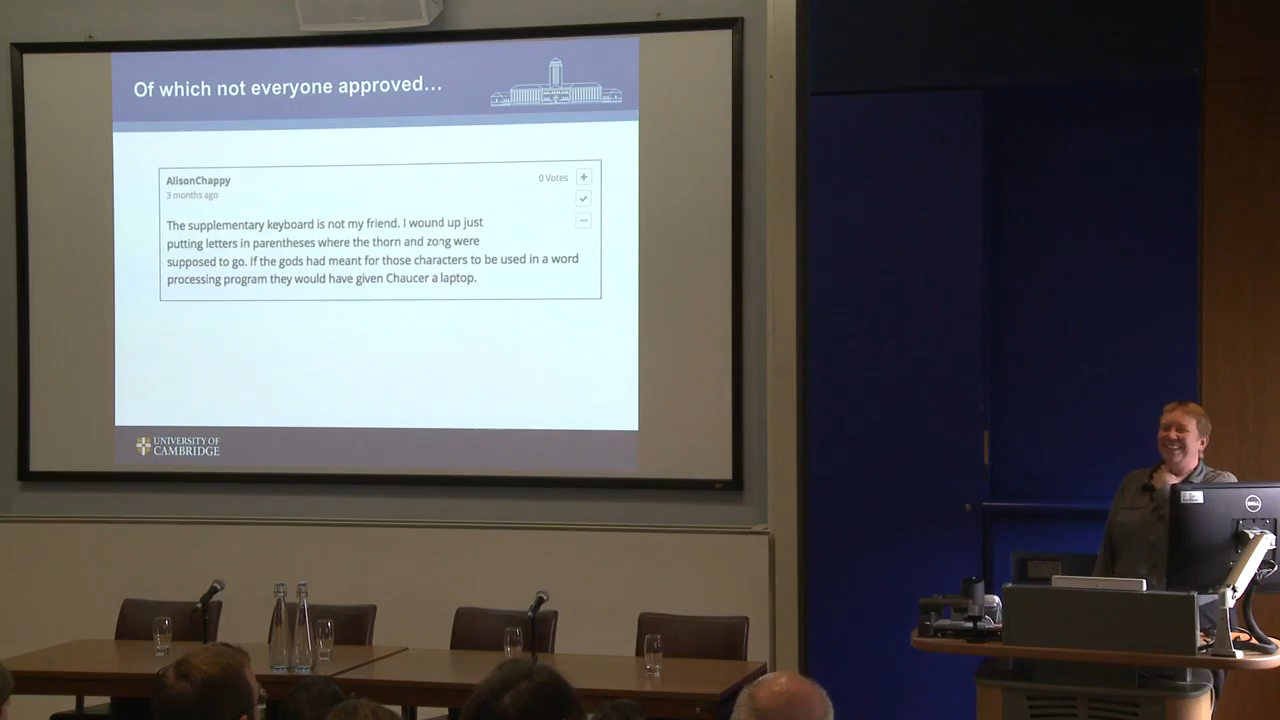 Of which not everyone approved…
AlisonChappy
0 Votes
3 months ago
The supplementary keyboard is not my friend. I wound up just
putting letters in parentheses where the thorn and zong were
supposed to go. If the gods had meant for those characters to be used in a word
processing program they would have given Chaucer a laptop.
UNIVERSITY OF
CAMBRIDGE
DELL